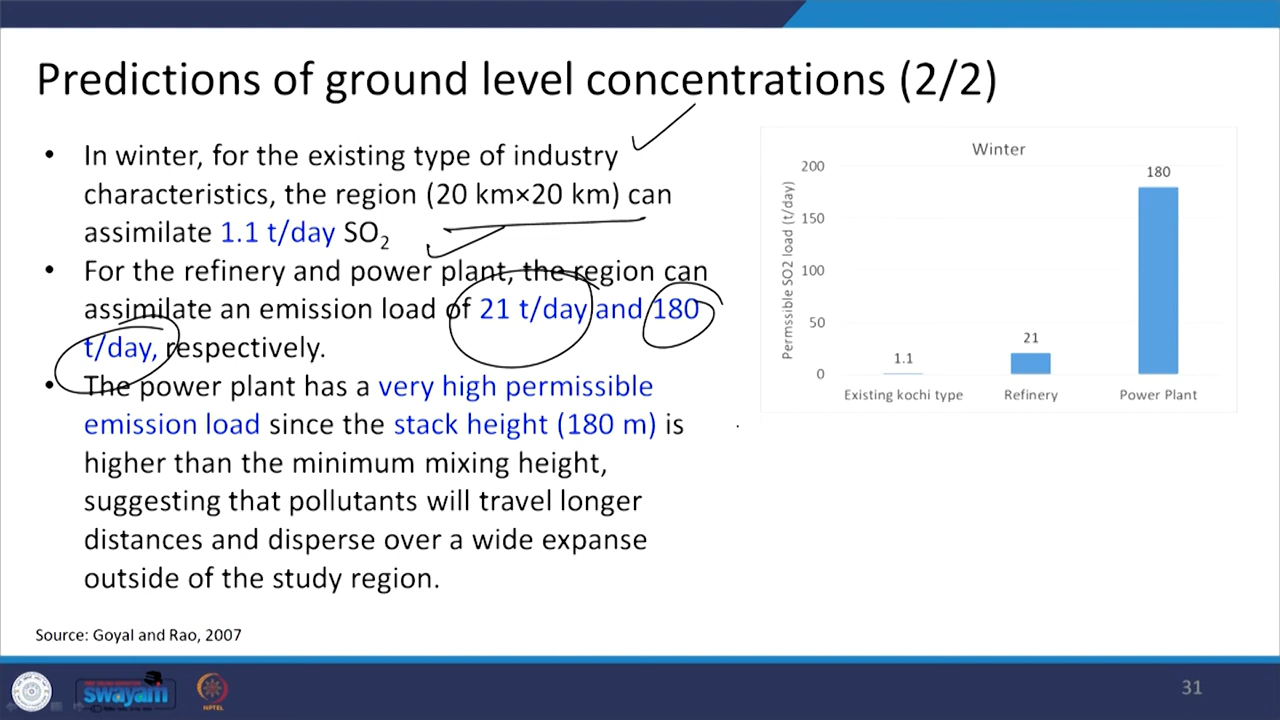 Predictions of ground level concentrations (2/2)
• In winter, for the existing type of industry
characteristics, the region (20 km×20 km) can
assimilate 1.1 t/day SO₂
• For the refinery and power plant, the region can
assimilate an emission load of 21 t/day and 180
t/day, respectively.
• The power plant has a very high permissible
emission load since the stack height (180 m) is
higher than the minimum mixing height,
suggesting that pollutants will travel longer
distances and disperse over a wide expanse
outside of the study region.
Winter
Permssible SO2 load (t/day)
200
150
100
50
0
1.1
21
180
Existing kochi type
Refinery
Power Plant
Source: Goyal and Rao, 2007
swayam
NPTEL
31